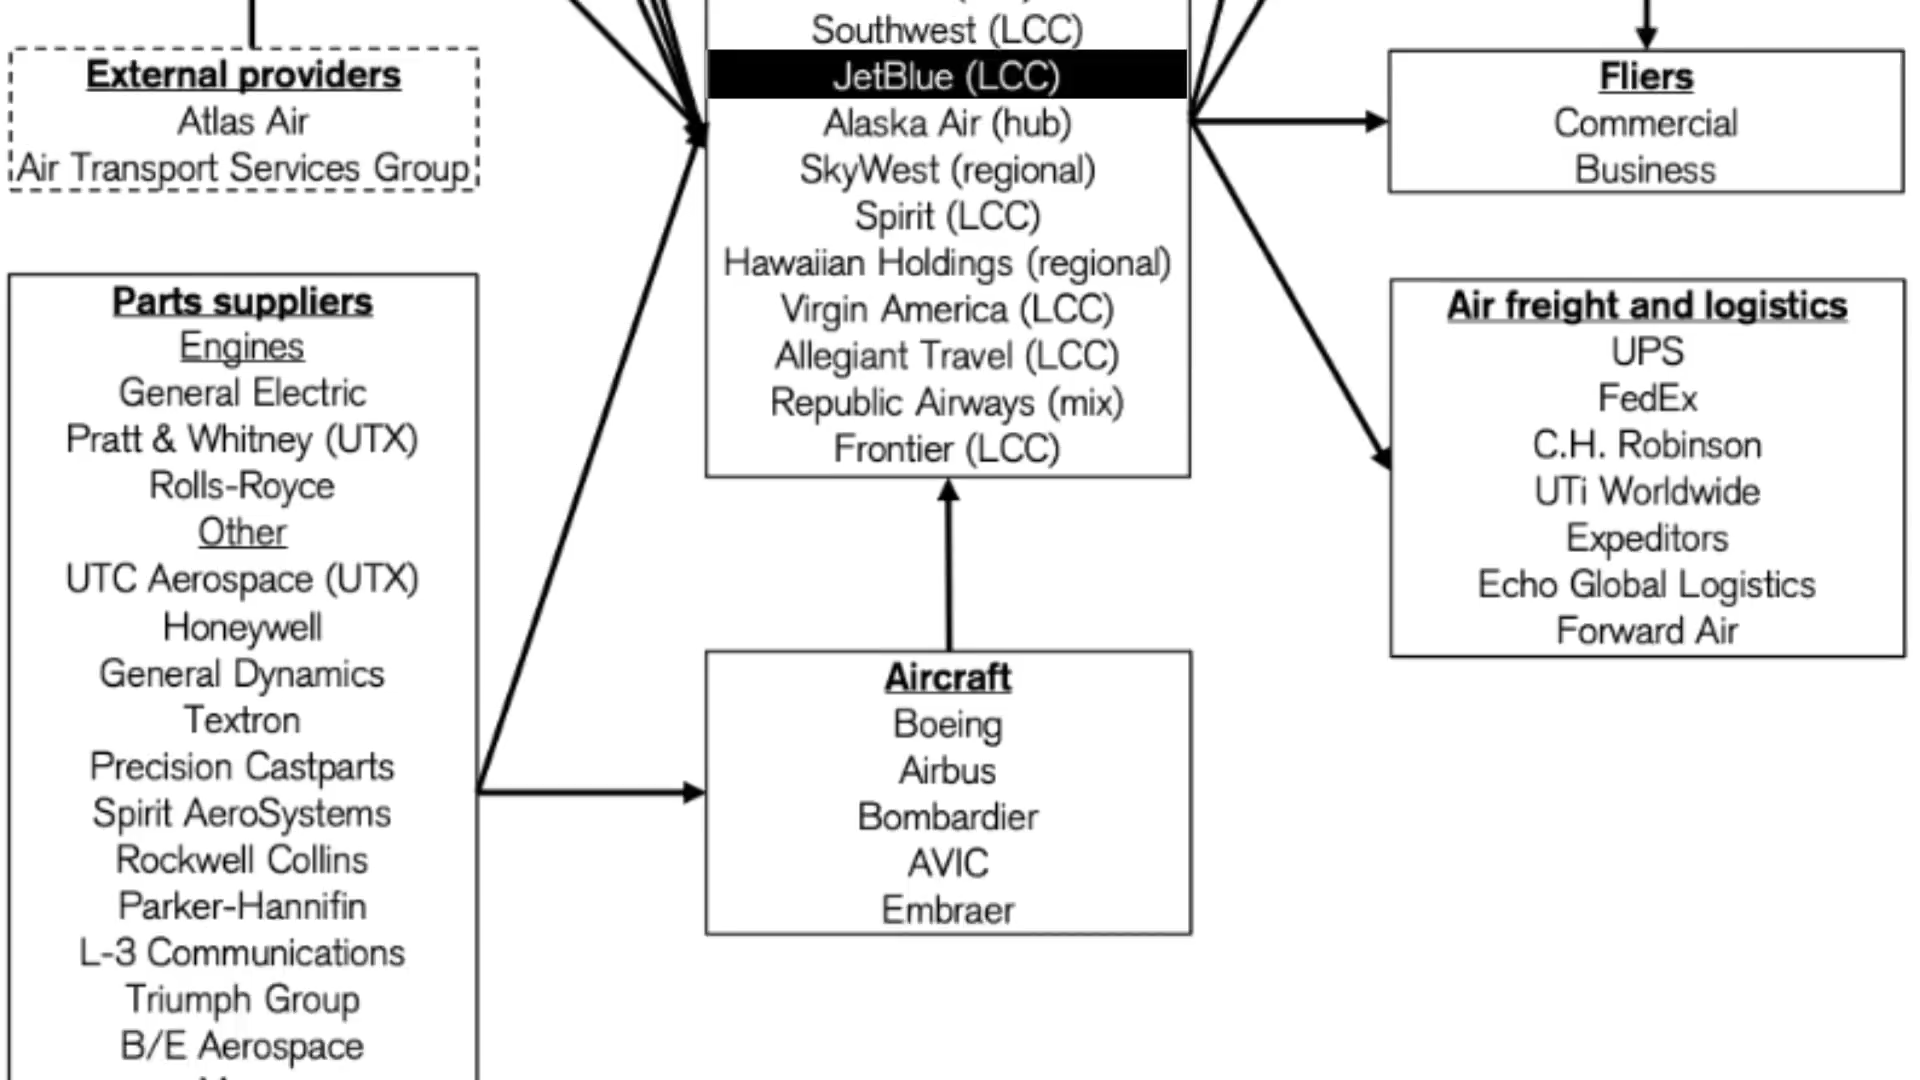 External providers
Atlas Air
Air Transport Services Group
Parts suppliers
Engines
General Electric
Pratt & Whitney (UTX)
Rolls-Royce
Other
UTC Aerospace (UTX)
Honeywell
General Dynamics
Textron
Precision Castparts
Spirit AeroSystems
Rockwell Collins
Parker-Hannifin
L-3 Communications
Triumph Group
B/E Aerospace
Southwest (LCC)
JetBlue (LCC)
Alaska Air (hub)
SkyWest (regional)
Spirit (LCC)
Hawaiian Holdings (regional)
Virgin America (LCC)
Allegiant Travel (LCC)
Republic Airways (mix)
Frontier (LCC)
Aircraft
Boeing
Airbus
Bombardier
AVIC
Embraer
Fliers
Commercial
Business
Air freight and logistics
UPS
FedEx
C.H. Robinson
UTi Worldwide
Expeditors
Echo Global Logistics
Forward Air